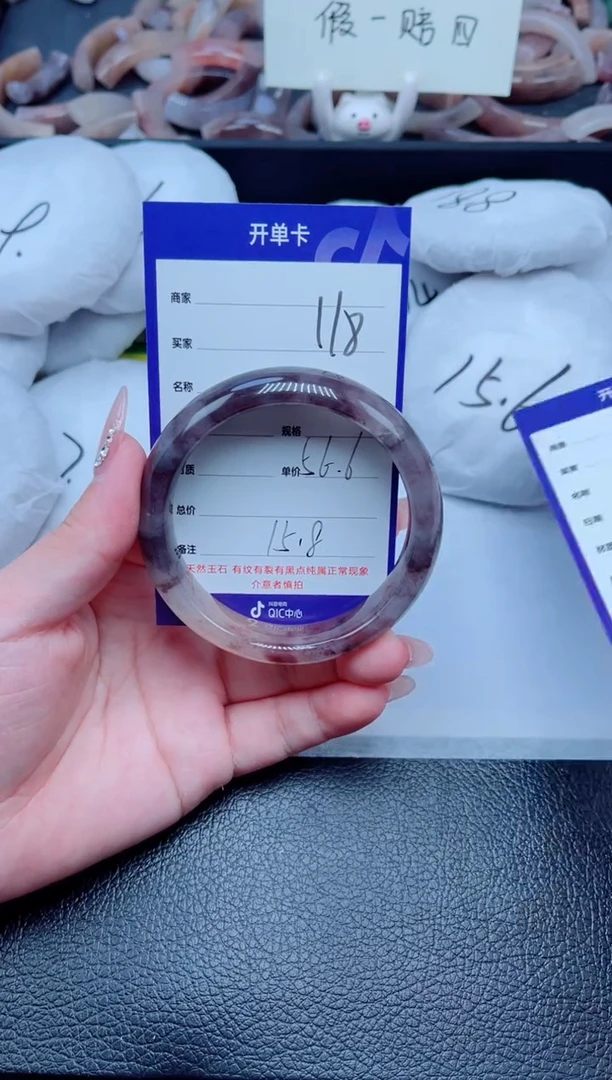 假一赔四
188
开单卡
商家
118
买家
15.6
名称
规格
质
单价 56.6
总价
备注 15.8
天然玉石 有纹有裂有黑点纯属正常现象
介意者慎拍
QIC中心